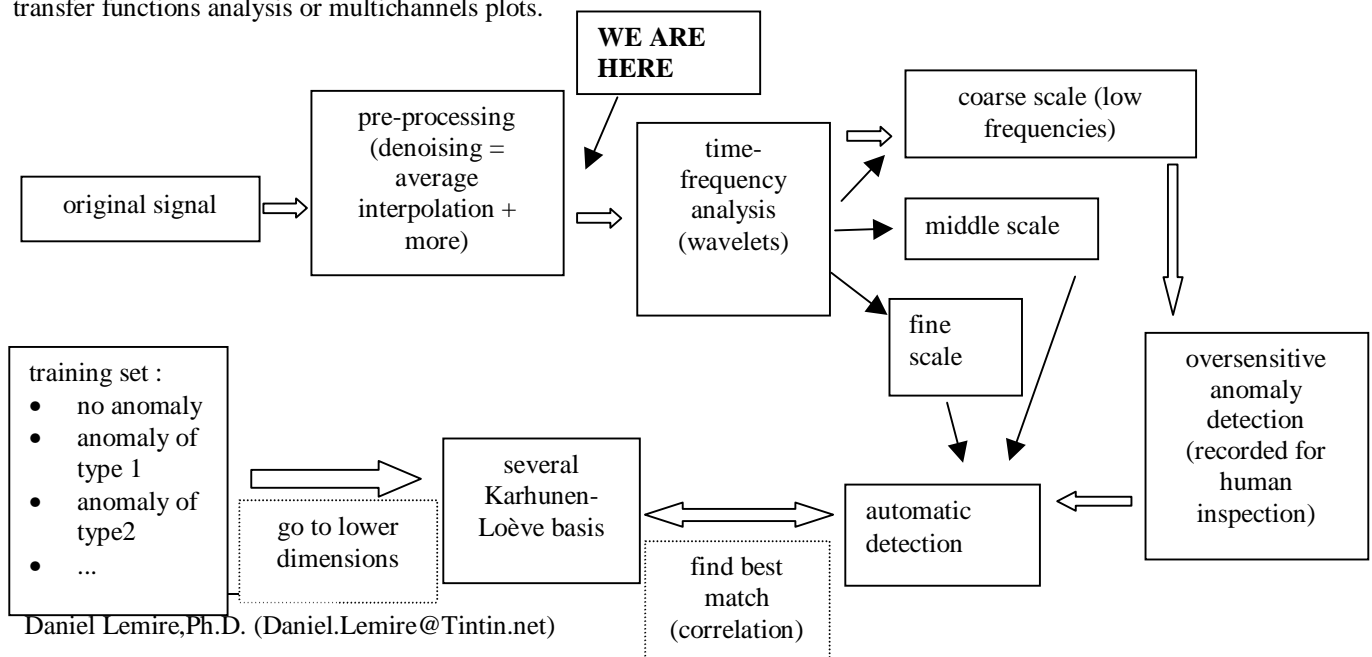 transfer functions analysis or multichannels plots.
WE ARE
HERE
original signal
pre-processing
(denoising =
average
interpolation +
more)
time-
frequency
analysis
(wavelets)
coarse scale (low
frequencies)
middle scale
fine
scale
oversensitive
anomaly
detection
(recorded for
human
inspection)
training set :
• no anomaly
• anomaly of
type 1
• anomaly of
type2
• ...
go to lower
dimensions
several
Karhunen-
Loève basis
find best
match
(correlation)
automatic
detection
Daniel Lemire,Ph.D. (Daniel.Lemire@Tintin.net)